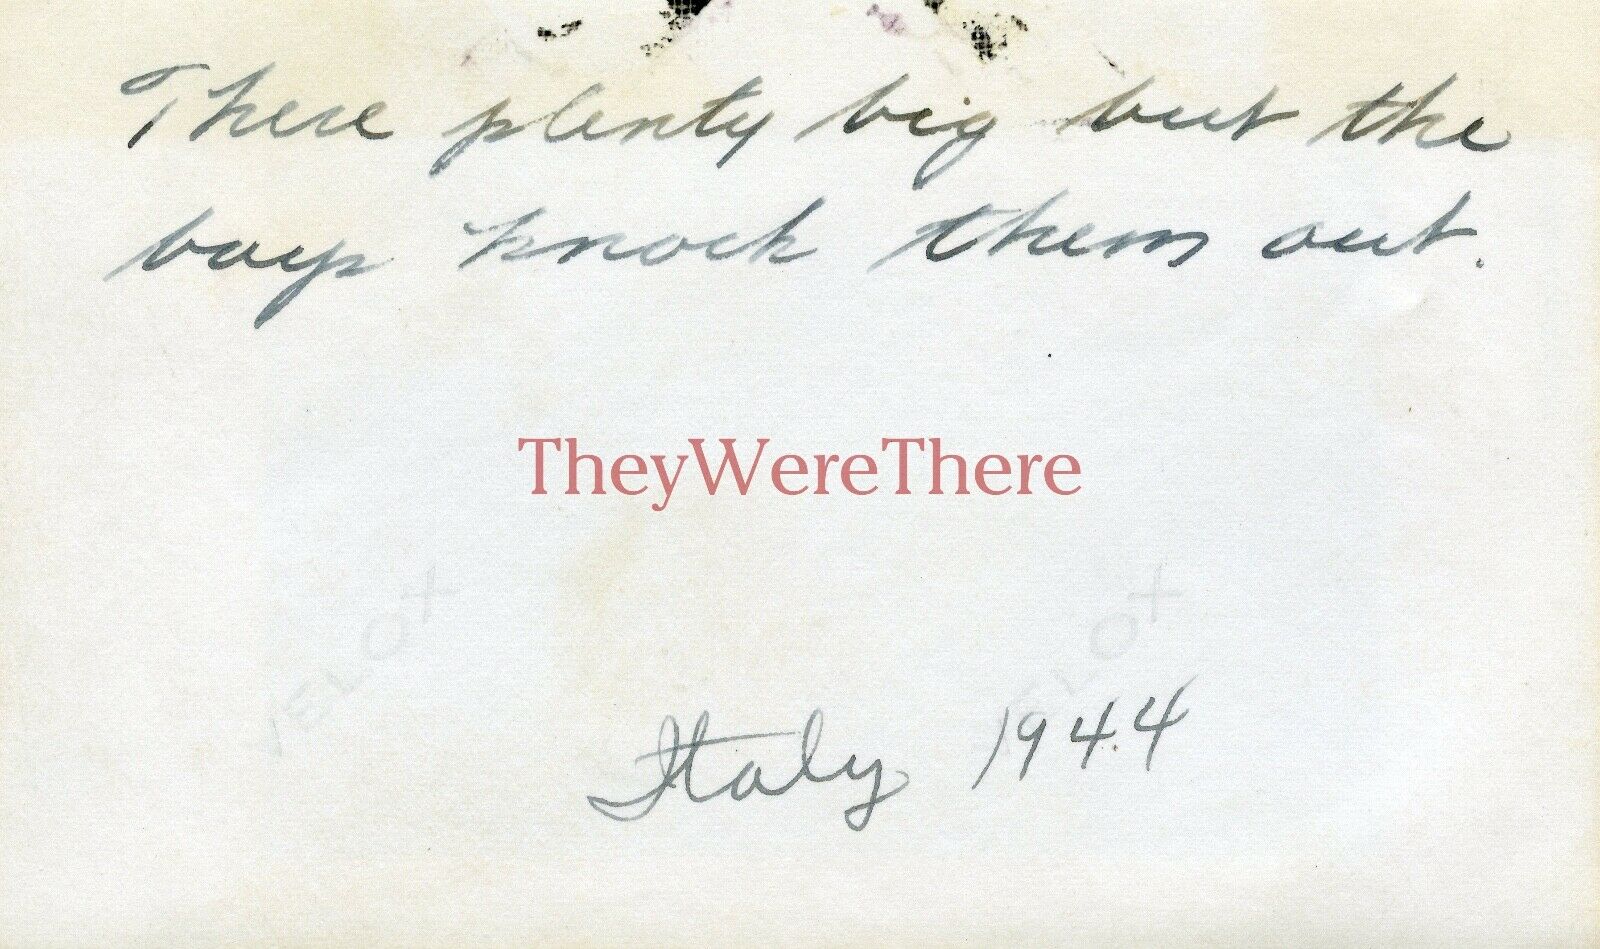 There plenty big but the
boys knock them out.
TheyWereThere
VELOX VELOX
Italy 1944